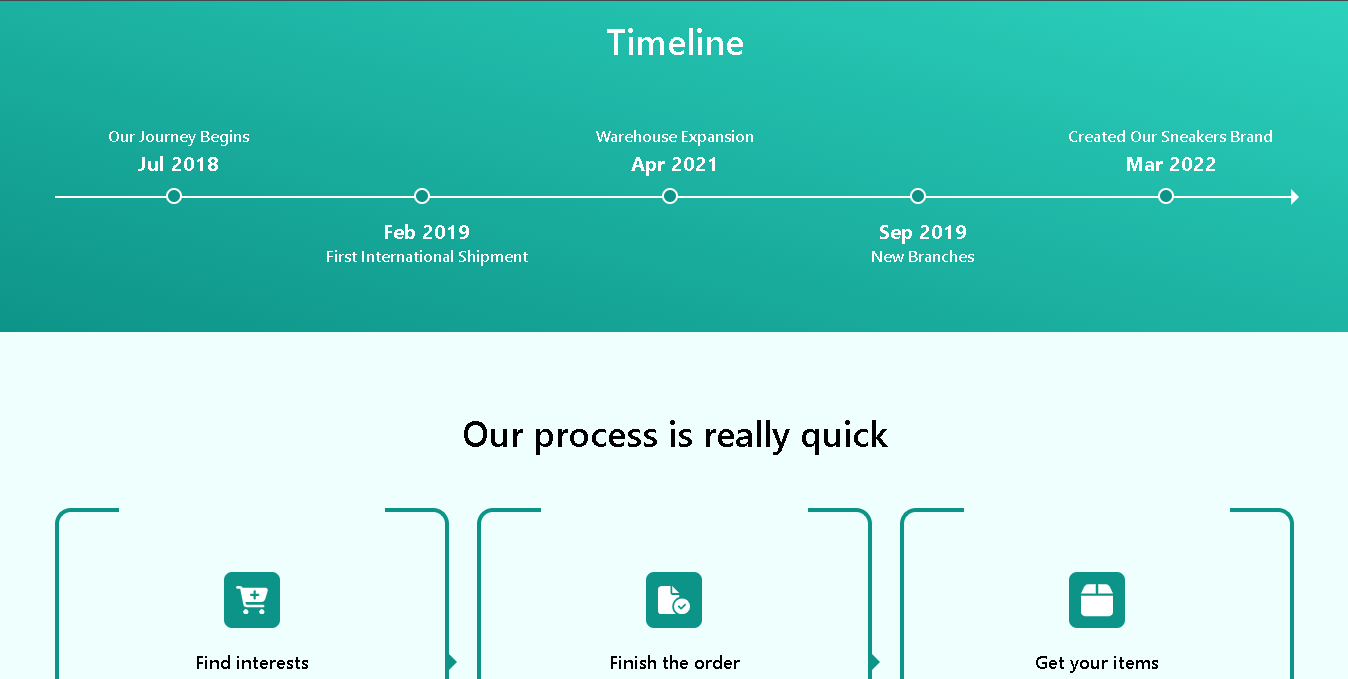 Timeline
Our Journey Begins
Jul 2018
Warehouse Expansion
Apr 2021
Created Our Sneakers Brand
Mar 2022
Feb 2019
First International Shipment
Sep 2019
New Branches
Our process is really quick
Find interests
Finish the order
Get your items